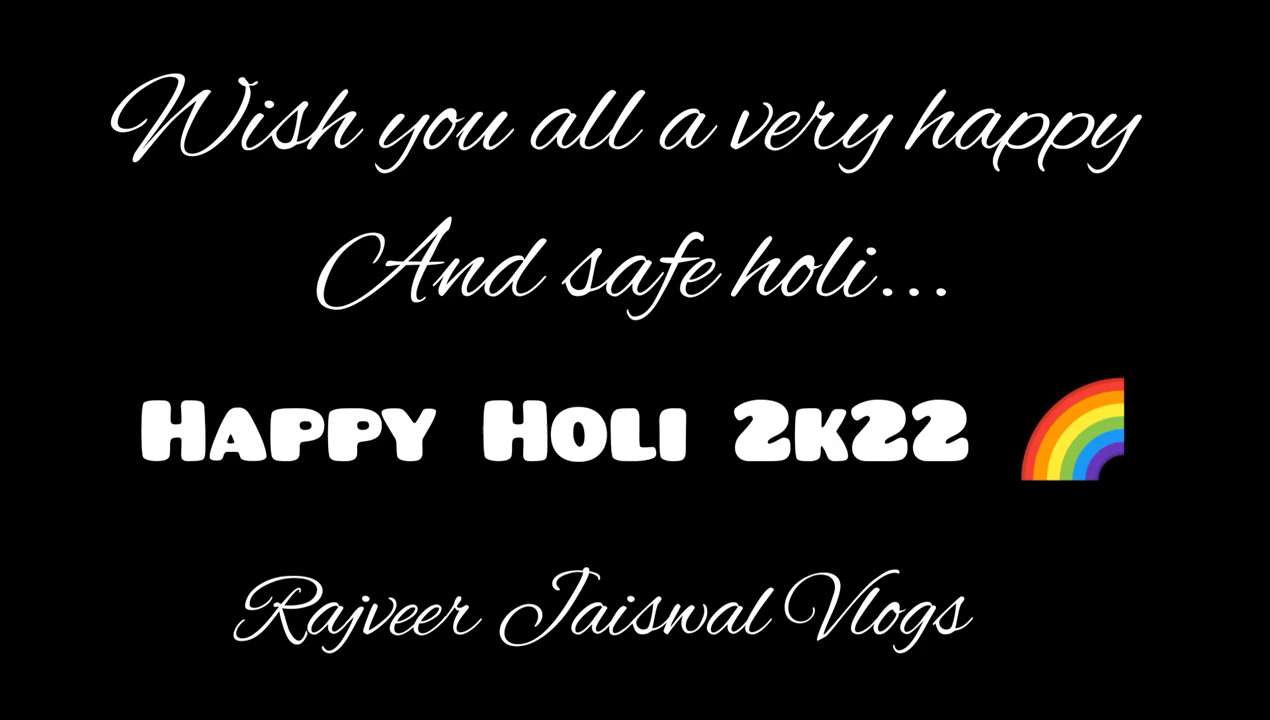 Wish you all a very happy
And safe holi...
Happy Holi 2k22 🌈
Rajveer Jaiswal Vlogs